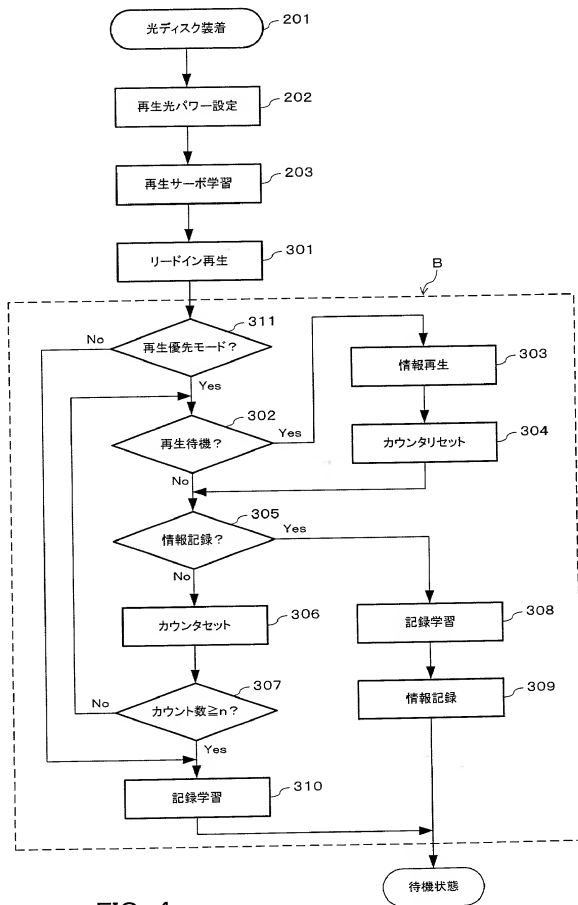 光ディスク装着
201
再生光パワー設定
202
再生サーボ学習
203
リードイン再生
301
B
311
No
再生優先モード?
Yes
303
情報再生
302
再生待機?
Yes
No
304
カウンタリセット
305
情報記録?
Yes
No
306
カウンタセット
308
記録学習
307
No
カウント数≧n?
Yes
309
情報記録
310
記録学習
待機状態